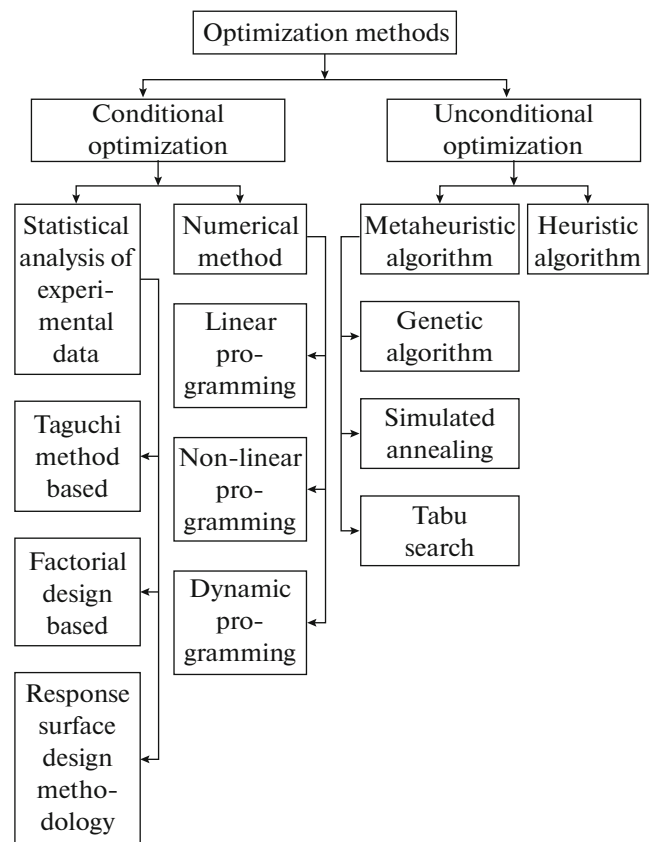 Optimization methods
Conditional
optimization
Unconditional
optimization
Statistical
analysis of
experi-
mental
data
Numerical
method
Metaheuristic
algorithm
Heuristic
algorithm
Linear
pro-
gramming
Genetic
algorithm
Taguchi
method
based
Non-linear
pro-
gramming
Simulated
annealing
Tabu
search
Factorial
design
based
Dynamic
pro-
gramming
Response
surface
design
metho-
dology